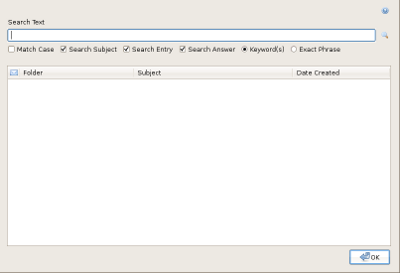 Search Text
Match Case Search Subject Search Entry Search Answer Keyword(s) Exact Phrase
Folder Subject Date Created
OK